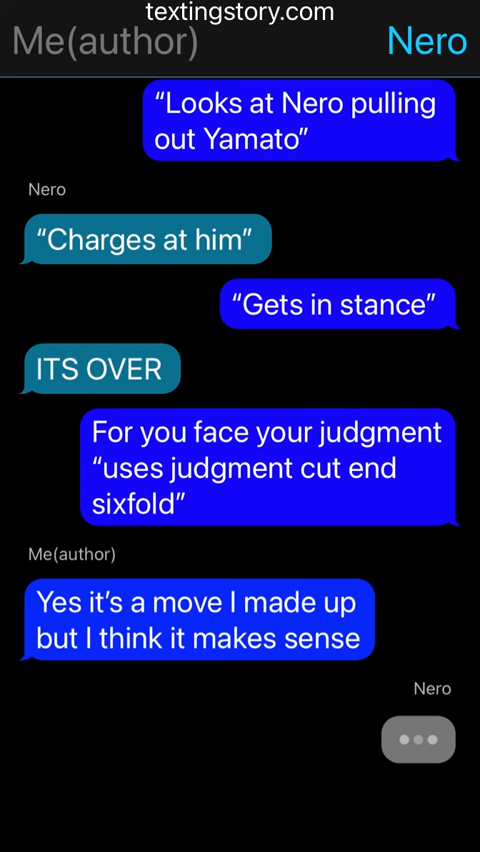 textingstory.com
Me(author)
Nero
“Looks at Nero pulling
out Yamato”
Nero
“Charges at him”
“Gets in stance”
ITS OVER
For you face your judgment
“uses judgment cut end
sixfold”
Me(author)
Yes it’s a move I made up
but I think it makes sense
Nero